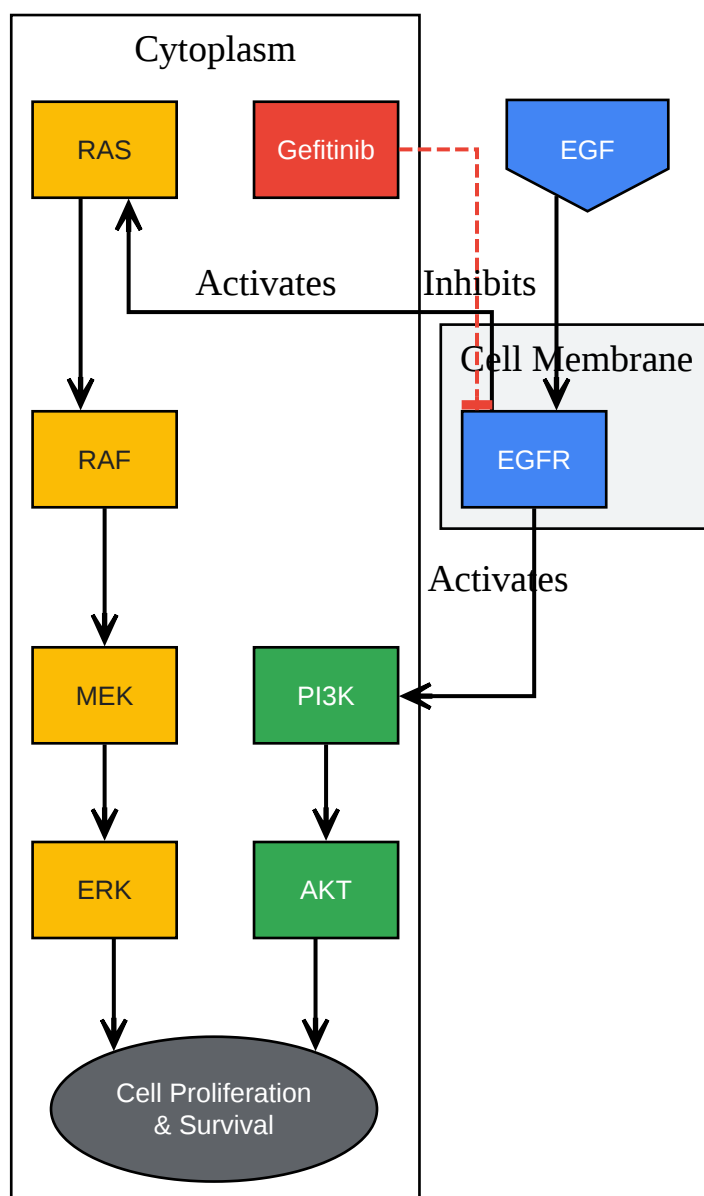 Cytoplasm
RAS
Gefitinib
EGF
Activates
Inhibits
Cell Membrane
RAF
EGFR
Activates
MEK
PI3K
ERK
AKT
Cell Proliferation
& Survival